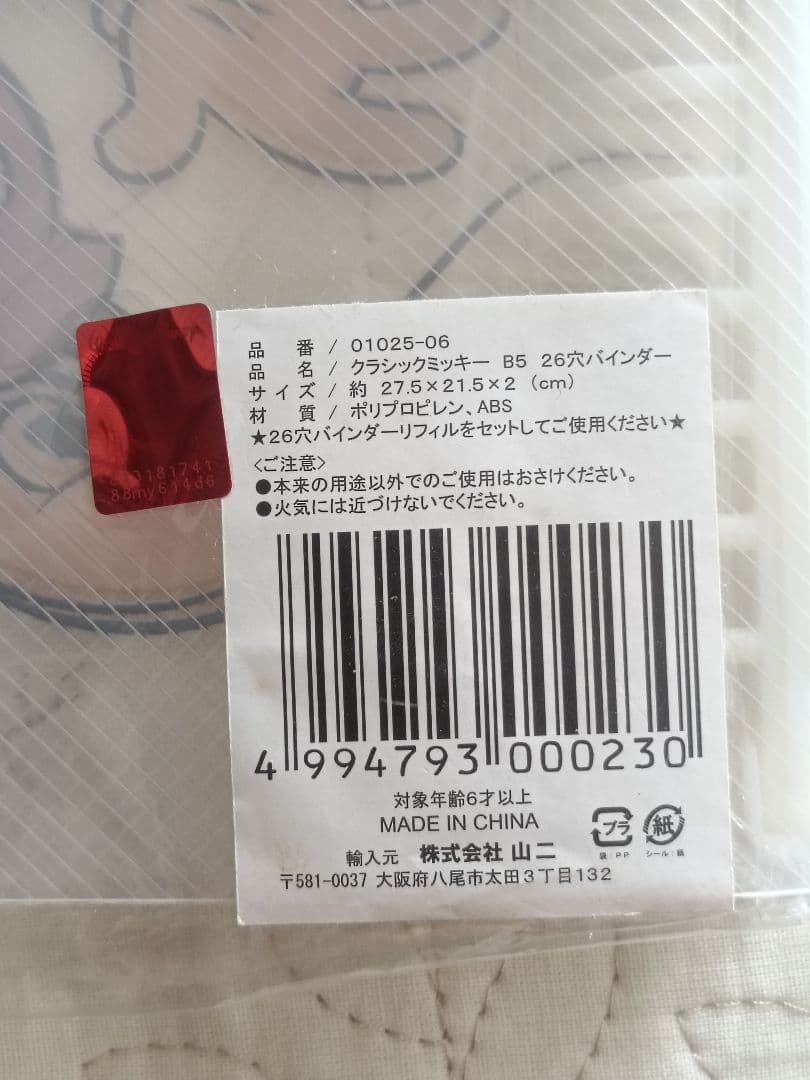 品番 / 01025-06
品名 / クラシックミッキー B5 26穴バインダー
サイズ / 約 27.5×21.5×2 (cm)
材質 / ポリプロピレン、ABS
★26穴バインダーリフィルをセットしてご使用ください★
<ご注意>
●本来の用途以外でのご使用はおさけください。
●火気には近づけないでください。
4 994793 000230
対象年齢6才以上
MADE IN CHINA
輸入元 株式会社 山二
〒581-0037 大阪府八尾市太田3丁目132
プラ
袋:PP
紙
シール:紙
88my614d6